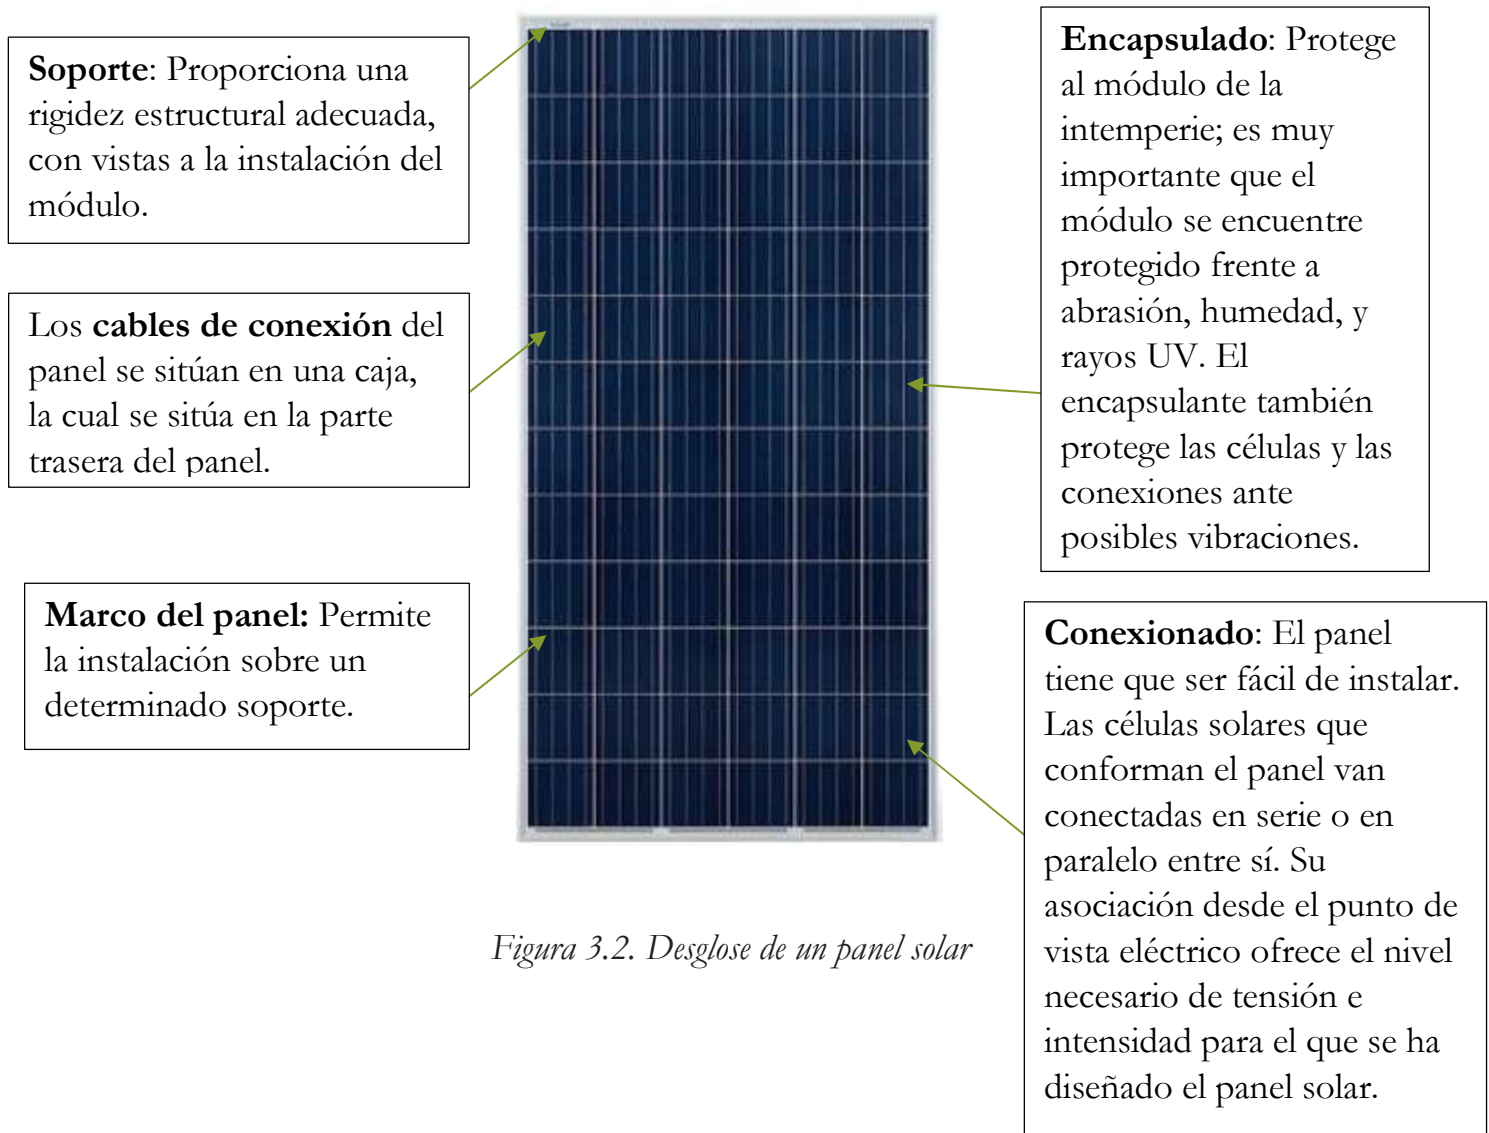 Soporte: Proporciona una
rigidez estructural adecuada,
con vistas a la instalación del
módulo.
Los cables de conexión del
panel se sitúan en una caja,
la cual se sitúa en la parte
trasera del panel.
Marco del panel: Permite
la instalación sobre un
determinado soporte.
Encapsulado: Protege
al módulo de la
intemperie; es muy
importante que el
módulo se encuentre
protegido frente a
abrasión, humedad, y
rayos UV. El
encapsulante también
protege las células y las
conexiones ante
posibles vibraciones.
Conexionado: El panel
tiene que ser fácil de instalar.
Las células solares que
conforman el panel van
conectadas en serie o en
paralelo entre sí. Su
asociación desde el punto de
vista eléctrico ofrece el nivel
necesario de tensión e
intensidad para el que se ha
diseñado el panel solar.
Figura 3.2. Desglose de un panel solar